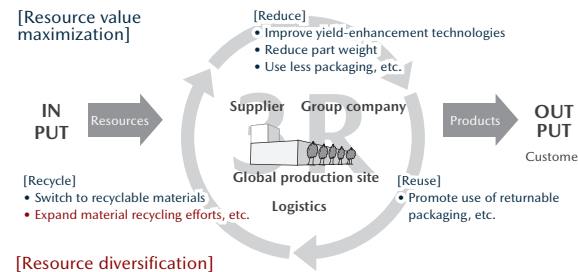 [Resource value
maximization]
[Reduce]
• Improve yield-enhancement technologies
• Reduce part weight
• Use less packaging, etc.
3R
IN
PUT
Resources
Supplier
Group company
Products
OUT
PUT
Custome
Global production site
Logistics
[Recycle]
• Switch to recyclable materials
• Expand material recycling efforts, etc.
[Reuse]
• Promote use of returnable
packaging, etc.
[Resource diversification]